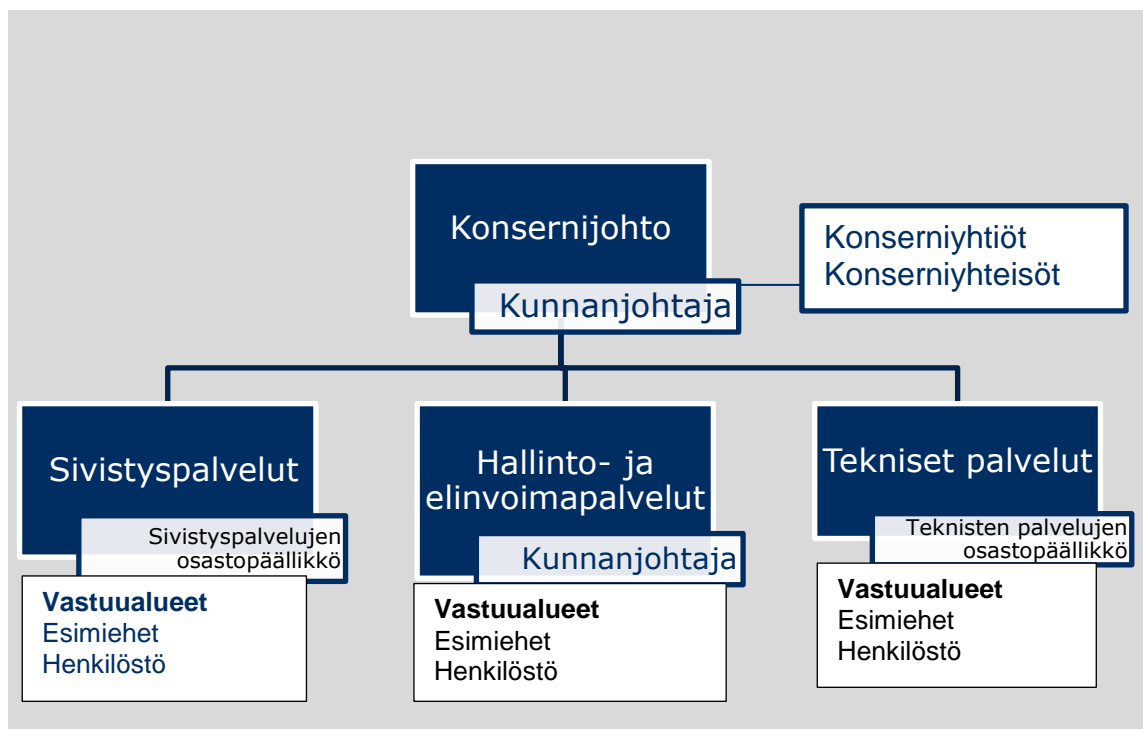 Konsernijohto
Kunnanjohtaja
Konserniyhtiöt
Konserniyhteisöt
Sivistyspalvelut
Sivistyspalvelujen
osastopäällikkö
Vastuualueet
Esimiehet
Henkilöstö
Hallinto- ja
elinvoimapalvelut
Kunnanjohtaja
Vastuualueet
Esimiehet
Henkilöstö
Tekniset palvelut
Teknisten palvelujen
osastopäällikkö
Vastuualueet
Esimiehet
Henkilöstö